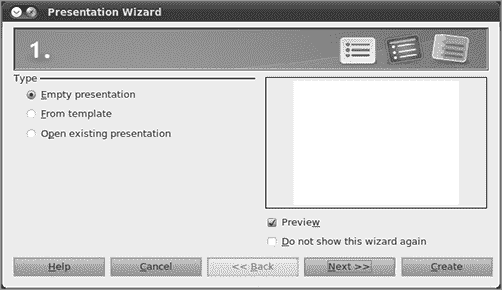 Presentation Wizard
1.
Type
Empty presentation
From template
Open existing presentation
Preview
Do not show this wizard again
Help
Cancel
<< Back
Next >>
Create